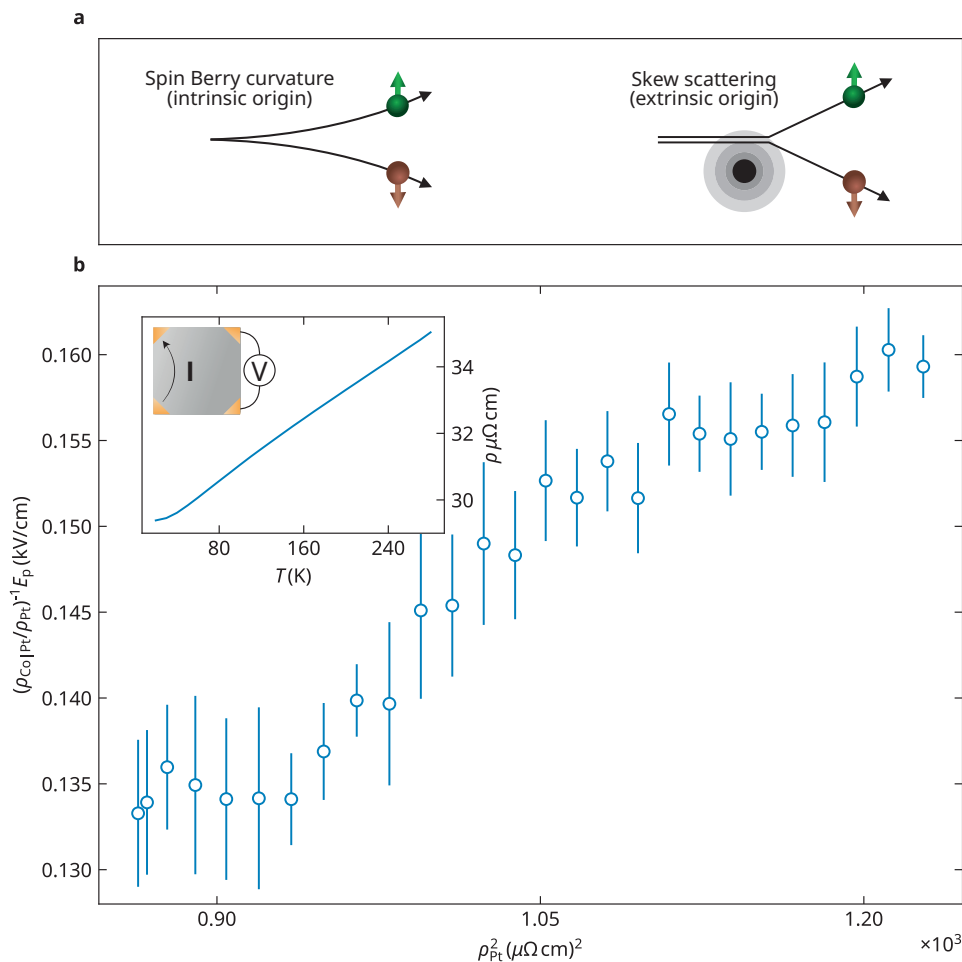 a
Spin Berry curvature
(intrinsic origin)
Skew scattering
(extrinsic origin)
b
0.160
0.155
0.150
0.145
0.140
0.135
0.130
(ρCo|Pt/ρPt)-1Ep (kV/cm)
I
V
34
32
30
ρ μΩ cm)
80
160
240
T (K)
0.90
1.05
1.20
×10³
ρ²Pt (μΩ cm)²